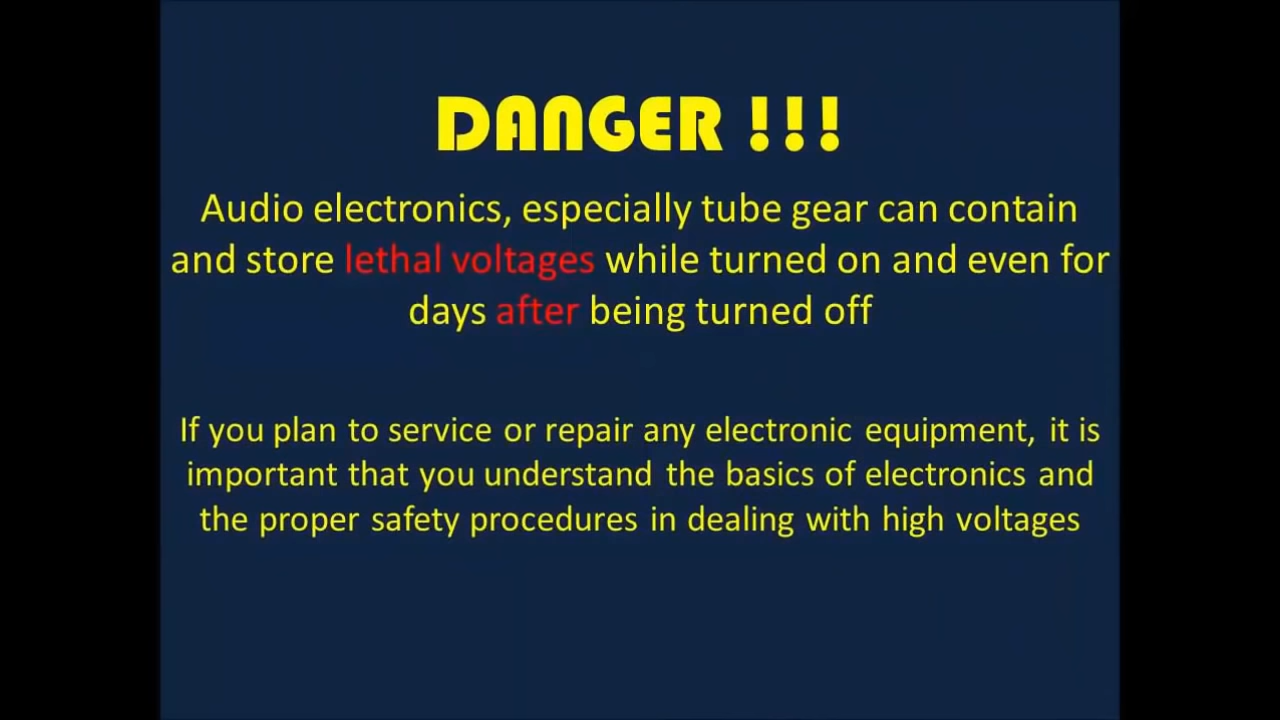 DANGER !!!
Audio electronics, especially tube gear can contain
and store lethal voltages while turned on and even for
days after being turned off
If you plan to service or repair any electronic equipment, it is
important that you understand the basics of electronics and
the proper safety procedures in dealing with high voltages